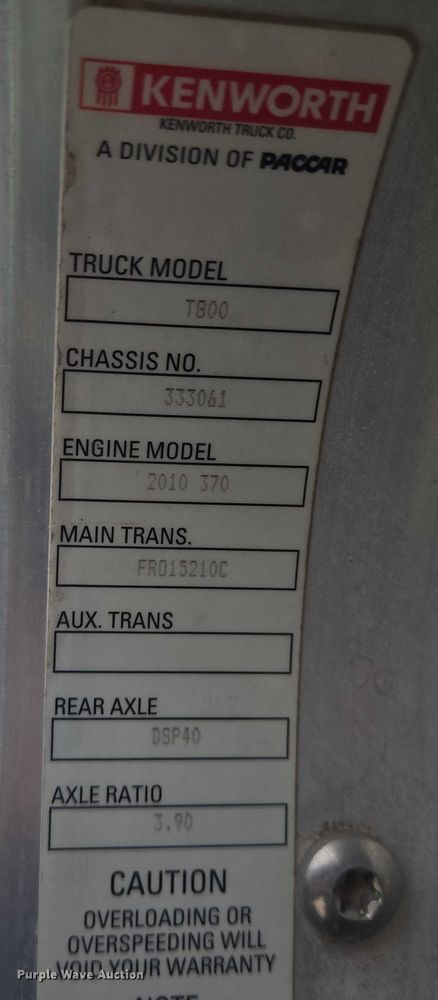 KENWORTH
KENWORTH TRUCK CO.
A DIVISION OF PACCAR
TRUCK MODEL
T800
CHASSIS NO.
333061
ENGINE MODEL
2010 370
MAIN TRANS.
FRO15210C
AUX. TRANS
REAR AXLE
DSP40
AXLE RATIO
3.90
CAUTION
OVERLOADING OR
OVERSPEEDING WILL
VOID YOUR WARRANTY
NOTE
Purple Wave Auction